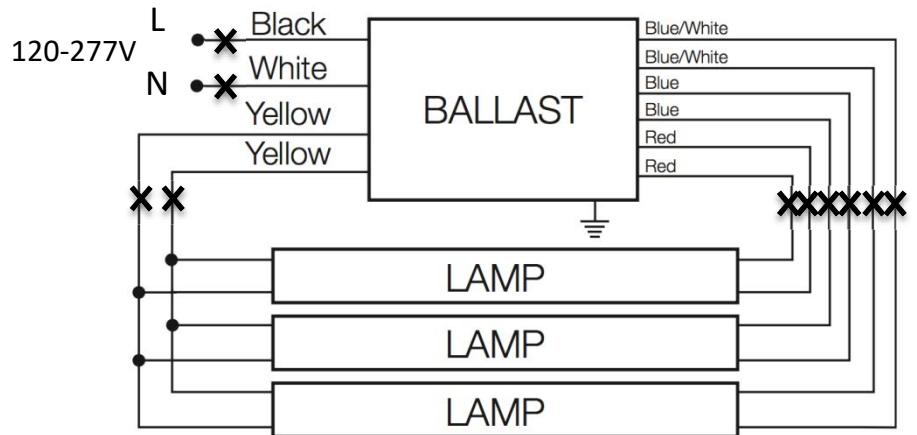 L
120-277V
N
Black
White
Yellow
Yellow
BALLAST
Blue/White
Blue/White
Blue
Blue
Red
Red
LAMP
LAMP
LAMP